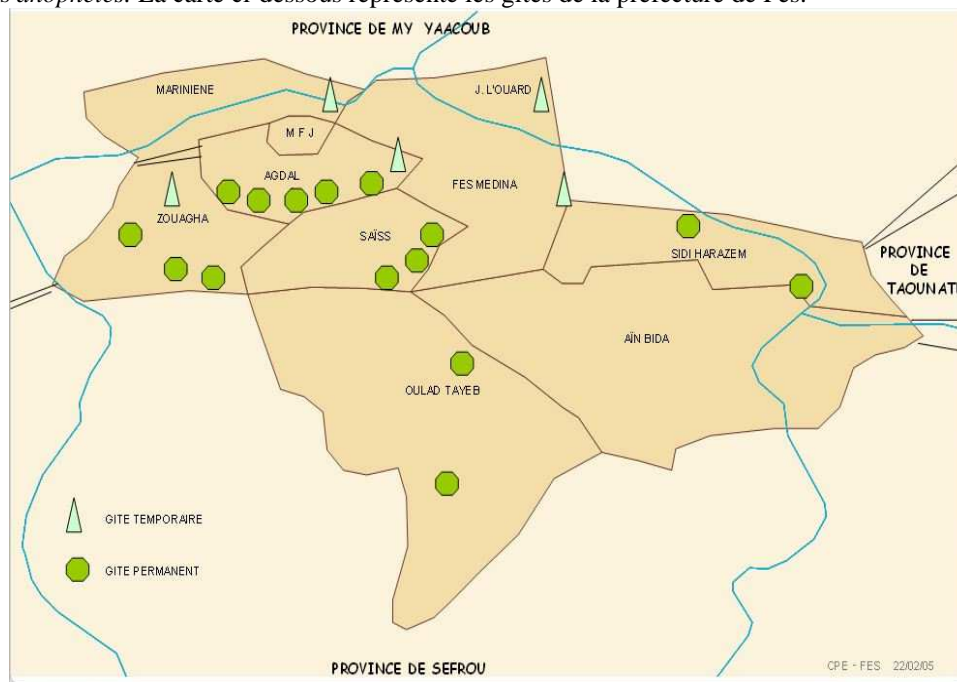 s anophèles. La carte ci-dessous représente les gîtes de la préfecture de Fès.
PROVINCE DE MY YAACOUB
MARINIENE
J. L'OUARD
M F J
AGDAL
FES MEDINA
ZOUAGHA
SAÏSS
SIDI HARAZEM
PROVINCE
DE
TAOUNATE
AÏN BIDA
OULAD TAYEB
GITE TEMPORAIRE
GITE PERMANENT
PROVINCE DE SEFROU
CPE - FES 22/02/05